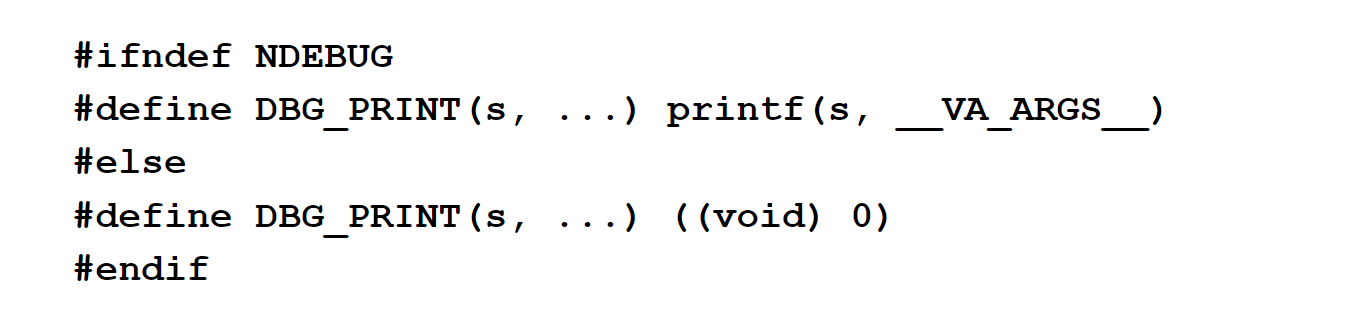 #ifndef NDEBUG
#define DBG_PRINT(s, ...) printf(s, __VA_ARGS__)
#else
#define DBG_PRINT(s, ...) ((void) 0)
#endif